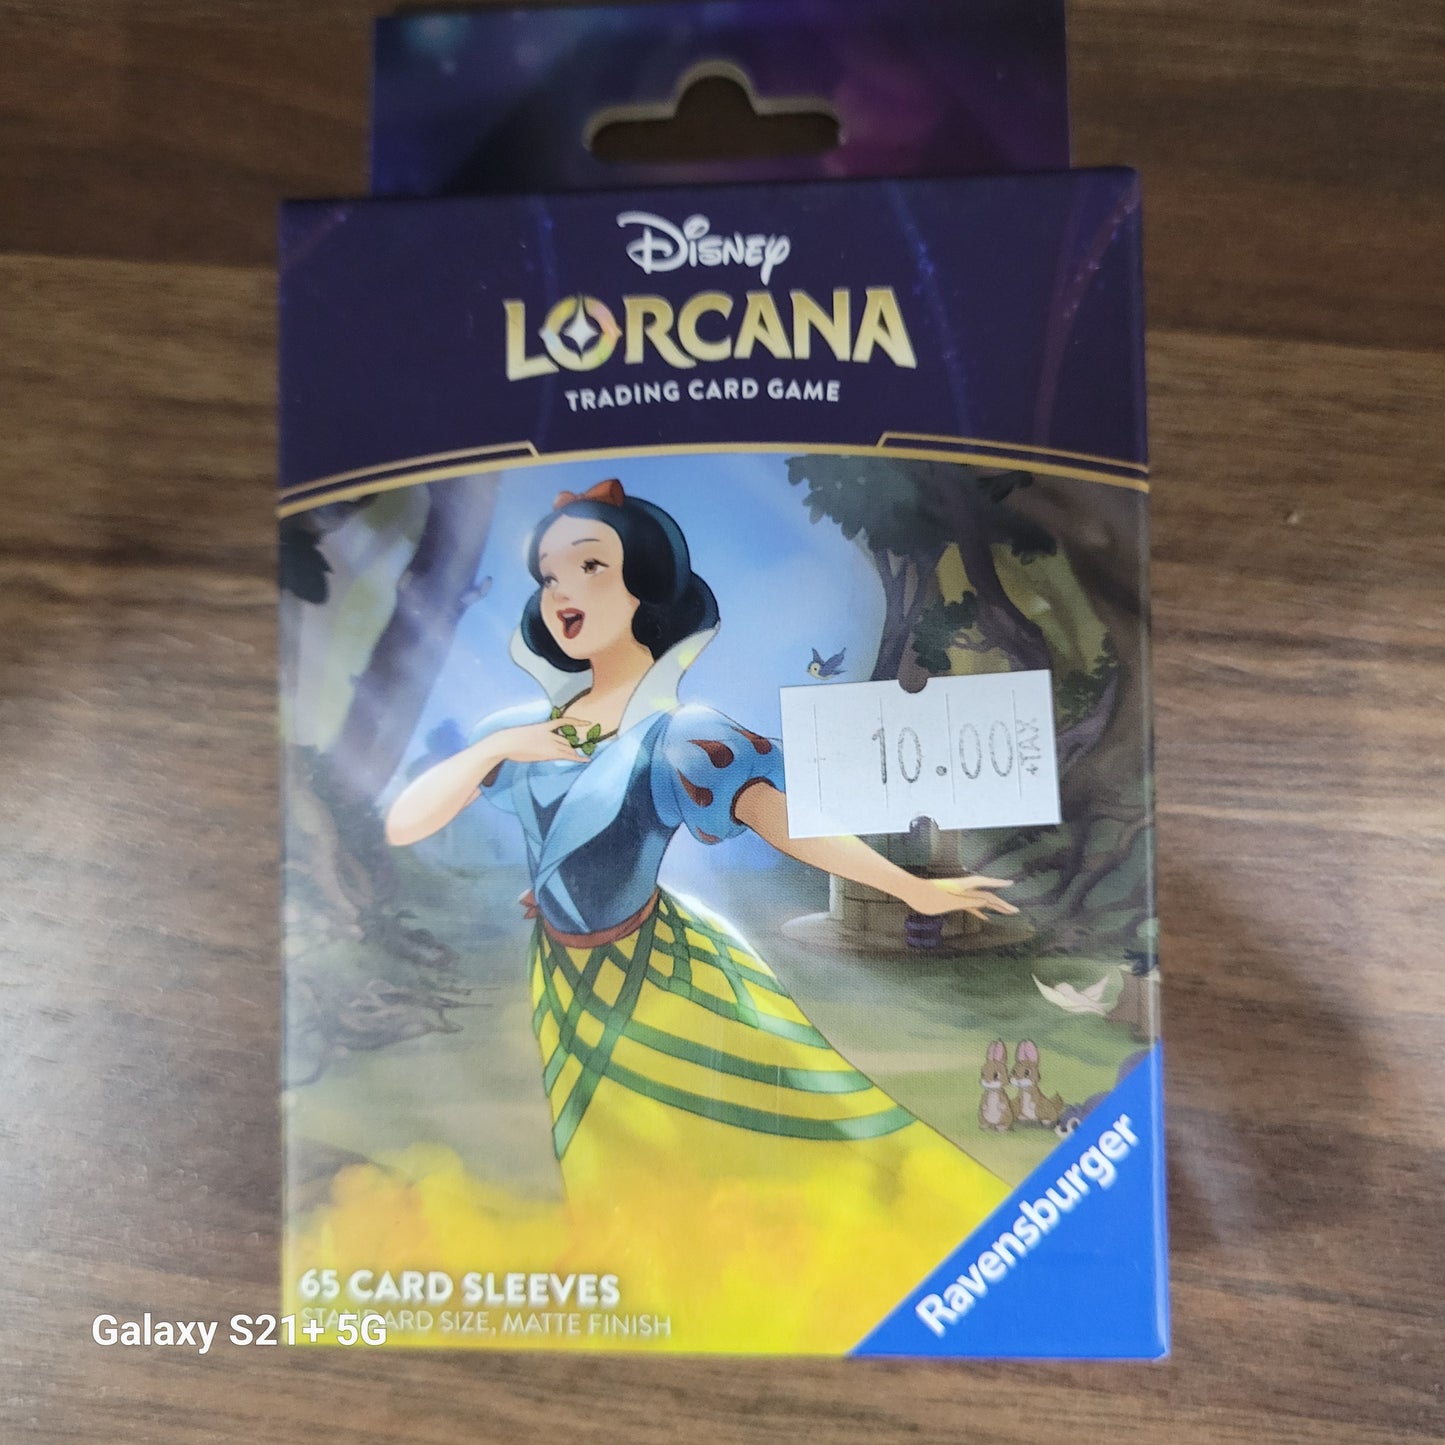 Disney
LORCANA
TRADING CARD GAME
10.00 +TAX
65 CARD SLEEVES
STANDARD SIZE, MATTE FINISH
Ravensburger
Galaxy S21+ 5G